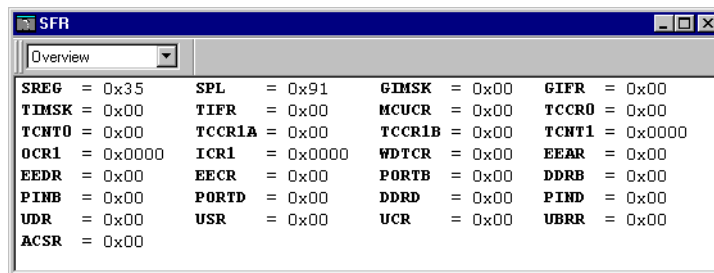 SFR
Overview
SREG = 0x35 SPL = 0x91 GIMSK = 0x00 GIFR = 0x00
TIMSK = 0x00 TIFR = 0x00 MCUCR = 0x00 TCCR0 = 0x00
TCNT0 = 0x00 TCCR1A = 0x00 TCCR1B = 0x00 TCNT1 = 0x0000
OCR1 = 0x0000 ICR1 = 0x0000 WDTCR = 0x00 EEAR = 0x00
EEDR = 0x00 EECR = 0x00 PORTB = 0x00 DDRB = 0x00
PINB = 0x00 PORTD = 0x00 DDRD = 0x00 PIND = 0x00
UDR = 0x00 USR = 0x00 UCR = 0x00 UBRR = 0x00
ACSR = 0x00